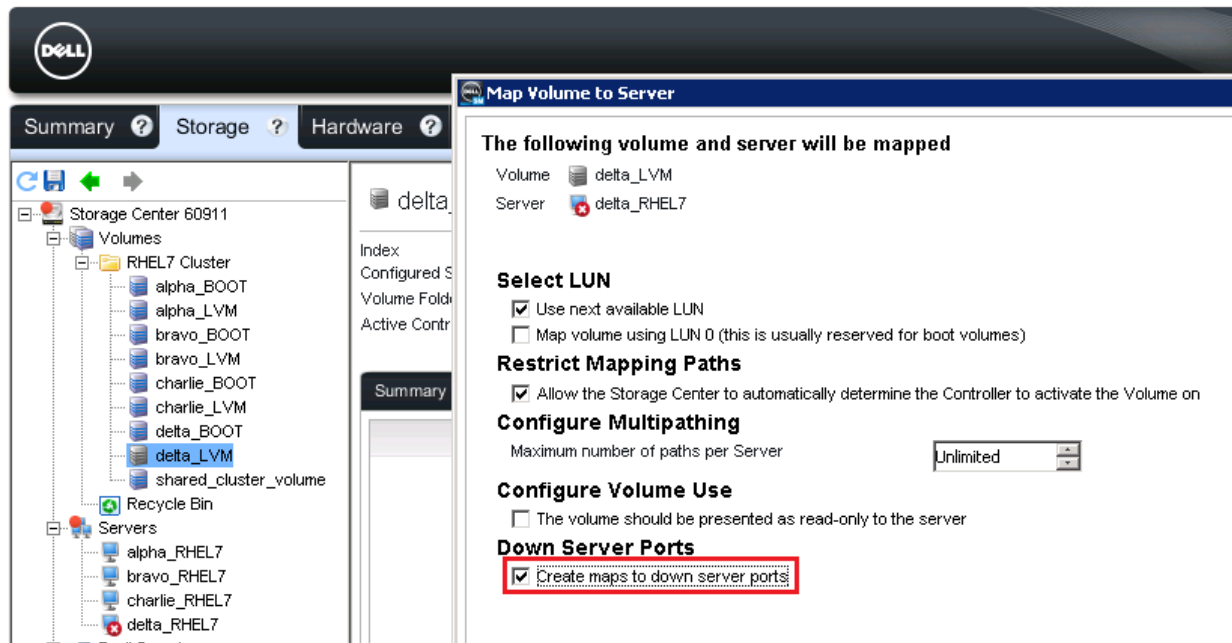 DELL
Map Volume to Server
Summary ? Storage ? Hardware ?
The following volume and server will be mapped
Volume delta_LVM
Server delta_RHEL7
Storage Center 60911
Volumes
RHEL7 Cluster
alpha_BOOT
alpha_LVM
bravo_BOOT
bravo_LVM
charlie_BOOT
charlie_LVM
delta_BOOT
delta_LVM
shared_cluster_volume
Recycle Bin
Servers
alpha_RHEL7
bravo_RHEL7
charlie_RHEL7
delta_RHEL7
delta_
Index
Configured S
Volume Folde
Active Contr
Summary
Select LUN
Use next available LUN
Map volume using LUN 0 (this is usually reserved for boot volumes)
Restrict Mapping Paths
Allow the Storage Center to automatically determine the Controller to activate the Volume on
Configure Multipathing
Maximum number of paths per Server Unlimited
Configure Volume Use
The volume should be presented as read-only to the server
Down Server Ports
Create maps to down server ports